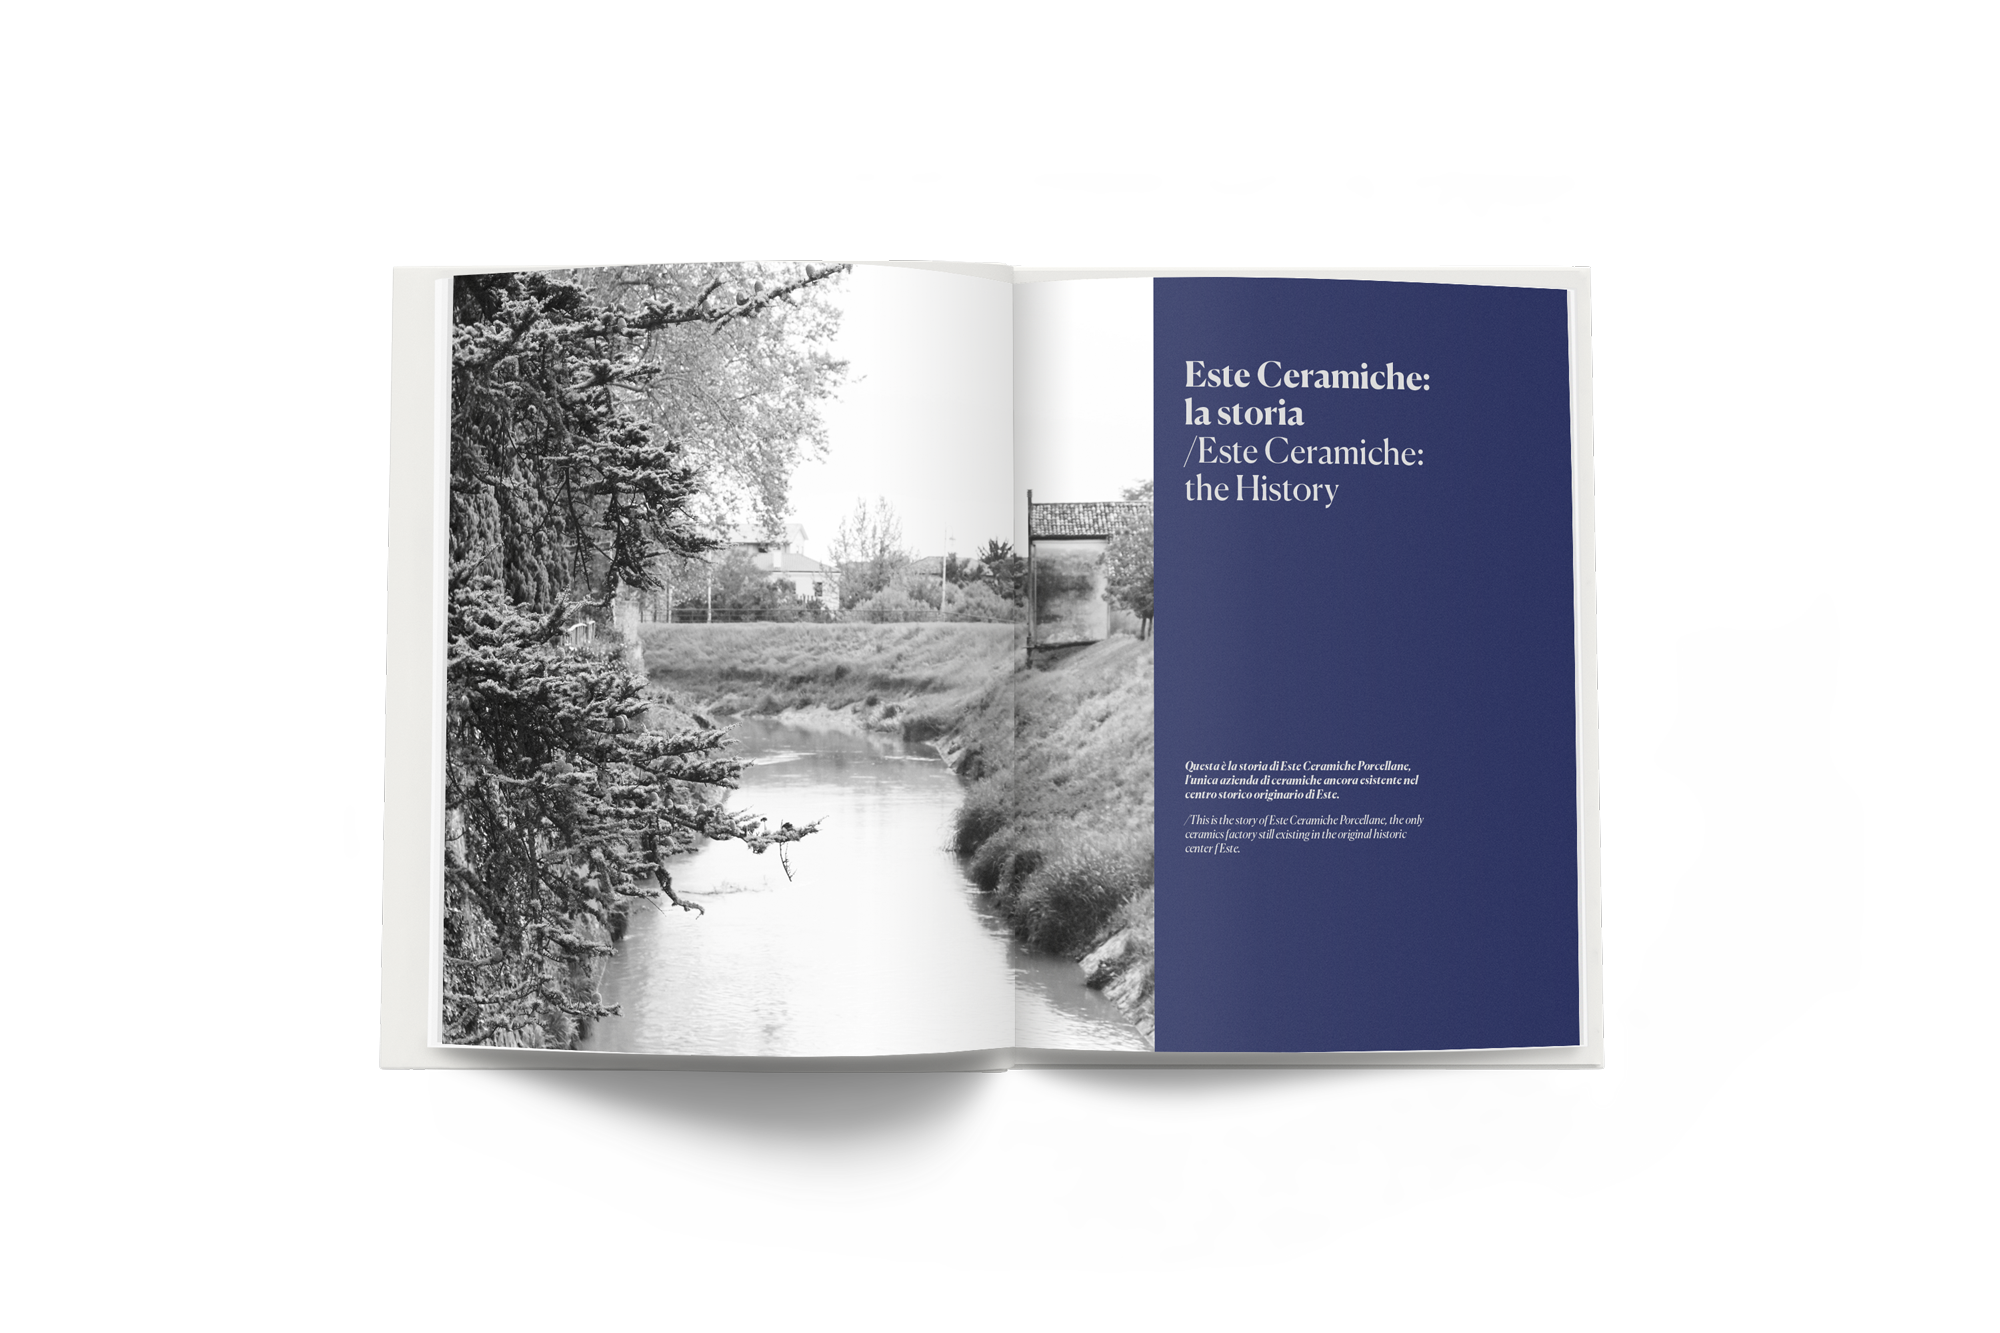 Este Ceramiche:
la storia
/Este Ceramiche:
the History
Questa è la storia di Este Ceramiche Porcellane,
l'unica azienda di ceramiche ancora esistente nel
centro storico originario di Este.
/This is the story of Este Ceramiche Porcellane, the only
ceramics factory still existing in the original historic
center f Este.